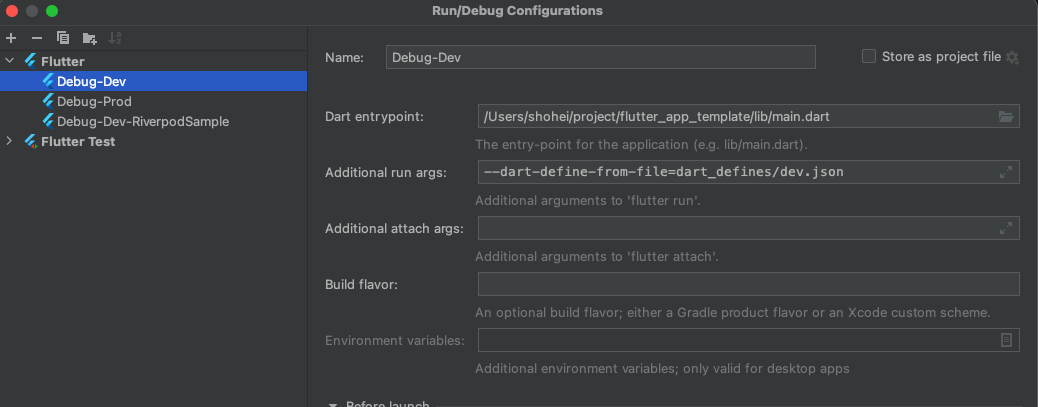 Run/Debug Configurations
Flutter
Debug-Dev
Debug-Prod
Debug-Dev-RiverpodSample
Flutter Test
Name: Debug-Dev Store as project file
Dart entrypoint: /Users/shohei/project/flutter_app_template/lib/main.dart
The entry-point for the application (e.g. lib/main.dart).
Additional run args: --dart-define-from-file=dart_defines/dev.json
Additional arguments to 'flutter run'.
Additional attach args:
Additional arguments to 'flutter attach'.
Build flavor:
An optional build flavor; either a Gradle product flavor or an Xcode custom scheme.
Environment variables:
Additional environment variables; only valid for desktop apps
Before launch